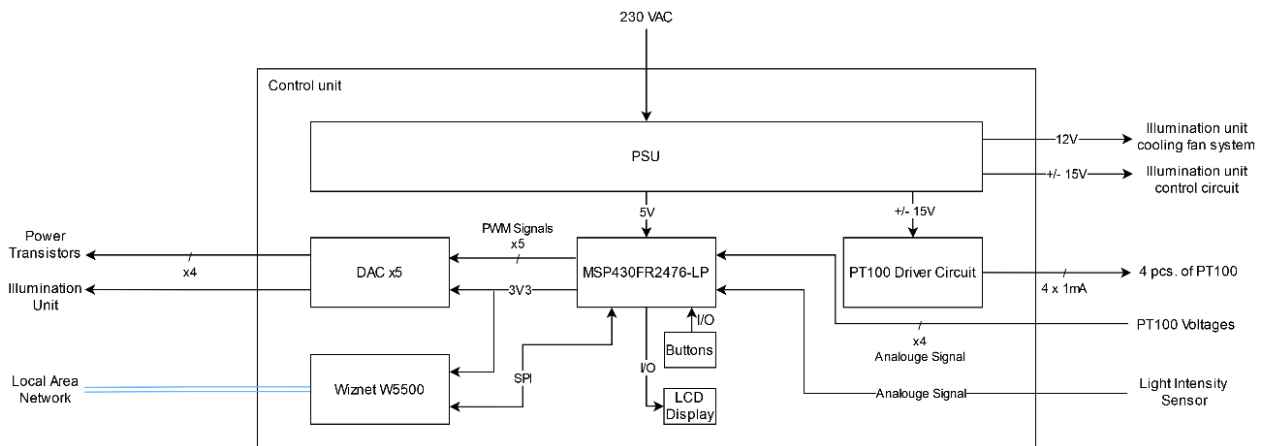 230 VAC
Control unit
PSU
12V
Illumination unit
cooling fan system
+/- 15V
Illumination unit
control circuit
5V
+/- 15V
Power
Transistors
x4
Illumination
Unit
DAC x5
PWM Signals
x5
3V3
MSP430FR2476-LP
PT100 Driver Circuit
4 x 1mA
4 pcs. of PT100
I/O
Buttons
x4
Analouge Signal
PT100 Voltages
Local Area
Network
Wiznet W5500
SPI
I/O
LCD
Display
Analouge Signal
Light Intensity
Sensor